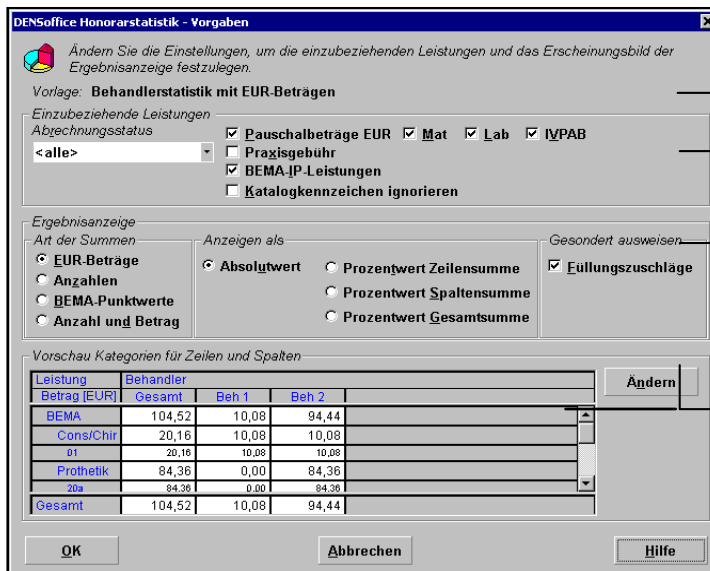 DENSoffice Honorarstatistik - Vorgaben
Ändern Sie die Einstellungen, um die einzubeziehenden Leistungen und das Erscheinungsbild der
Ergebnisanzeige festzulegen.
Vorlage: Behandlerstatistik mit EUR-Beträgen
Einzubeziehende Leistungen
Abrechnungsstatus
<alle>
Pauschalbeträge EUR Mat Lab IVPAB
Praxisgebühr
BEMA-IP-Leistungen
Katalogkennzeichen ignorieren
Ergebnisanzeige
Art der Summen
EUR-Beträge
Anzahlen
BEMA-Punktwerte
Anzahl und Betrag
Anzeigen als
Absolutwert
Prozentwert Zeilensumme
Prozentwert Spaltensumme
Prozentwert Gesamtsumme
Gesondert ausweisen
Füllungszuschläge
Vorschau Kategorien für Zeilen und Spalten
Leistung Behandler
Betrag [EUR] Gesamt Beh 1 Beh 2
BEMA 104,52 10,08 94,44
Cons/Chir 20,16 10,08 10,08
01 20,16 10,08 10,08
Prothetik 84,36 0,00 84,36
20a 84,36 0,00 84,36
Gesamt 104,52 10,08 94,44
Ändern
OK Abbrechen Hilfe